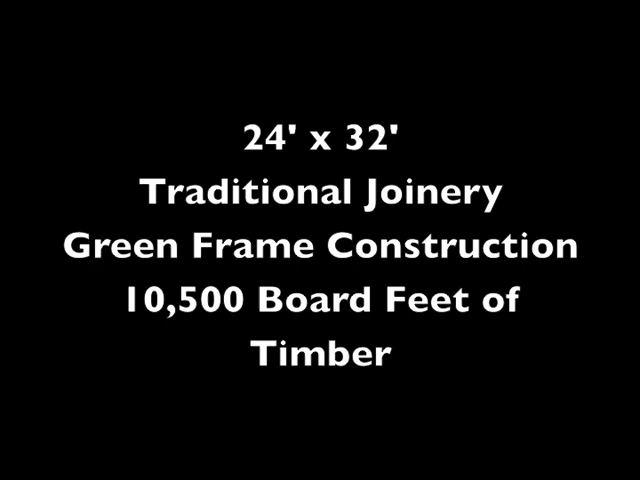 24' x 32'
Traditional Joinery
Green Frame Construction
10,500 Board Feet of
Timber